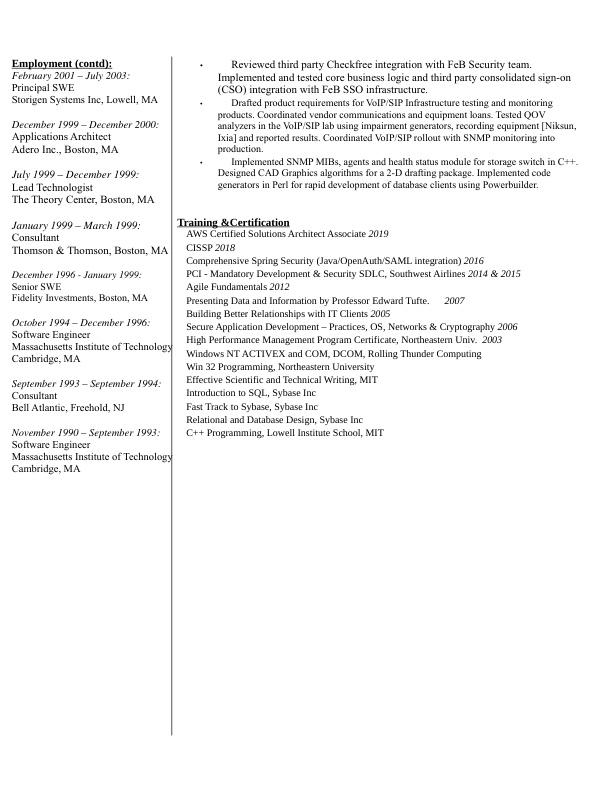 Employment (contd):
February 2001 – July 2003:
Principal SWE
Storigen Systems Inc, Lowell, MA
December 1999 – December 2000:
Applications Architect
Adero Inc., Boston, MA
July 1999 – December 1999:
Lead Technologist
The Theory Center, Boston, MA
January 1999 – March 1999:
Consultant
Thomson & Thomson, Boston, MA
December 1996 - January 1999:
Senior SWE
Fidelity Investments, Boston, MA
October 1994 – December 1996:
Software Engineer
Massachusetts Institute of Technology
Cambridge, MA
September 1993 – September 1994:
Consultant
Bell Atlantic, Freehold, NJ
November 1990 – September 1993:
Software Engineer
Massachusetts Institute of Technology
Cambridge, MA
• Reviewed third party Checkfree integration with FeB Security team.
Implemented and tested core business logic and third party consolidated sign-on
(CSO) integration with FeB SSO infrastructure.
• Drafted product requirements for VoIP/SIP Infrastructure testing and monitoring
products. Coordinated vendor communications and equipment loans. Tested QOV
analyzers in the VoIP/SIP lab using impairment generators, recording equipment [Niksun,
Ixia] and reported results. Coordinated VoIP/SIP rollout with SNMP monitoring into
production.
• Implemented SNMP MIBs, agents and health status module for storage switch in C++.
Designed CAD Graphics algorithms for a 2-D drafting package. Implemented code
generators in Perl for rapid development of database clients using Powerbuilder.
Training &Certification
AWS Certified Solutions Architect Associate 2019
CISSP 2018
Comprehensive Spring Security (Java/OpenAuth/SAML integration) 2016
PCI - Mandatory Development & Security SDLC, Southwest Airlines 2014 & 2015
Agile Fundamentals 2012
Presenting Data and Information by Professor Edward Tufte. 2007
Building Better Relationships with IT Clients 2005
Secure Application Development – Practices, OS, Networks & Cryptography 2006
High Performance Management Program Certificate, Northeastern Univ. 2003
Windows NT ACTIVEX and COM, DCOM, Rolling Thunder Computing
Win 32 Programming, Northeastern University
Effective Scientific and Technical Writing, MIT
Introduction to SQL, Sybase Inc
Fast Track to Sybase, Sybase Inc
Relational and Database Design, Sybase Inc
C++ Programming, Lowell Institute School, MIT